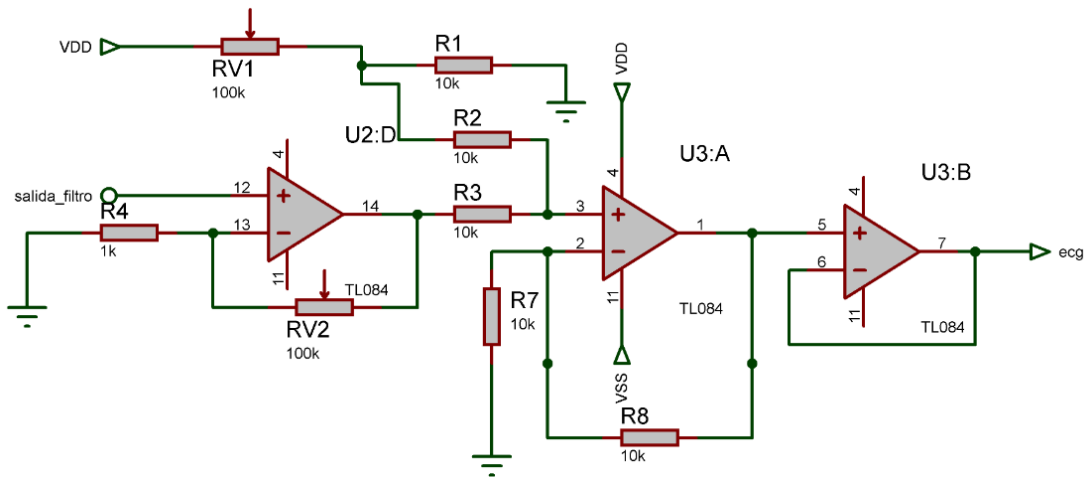 VDD
RV1
100k
R1
10k
VDD
R2
10k
U2:D
U3:A
U3:B
salida_filtro
R4
1k
4
12
13
14
11
TL084
R3
10k
4
3
2
1
11
TL084
4
5
6
7
11
TL084
ecg
RV2
100k
R7
10k
VSS
R8
10k